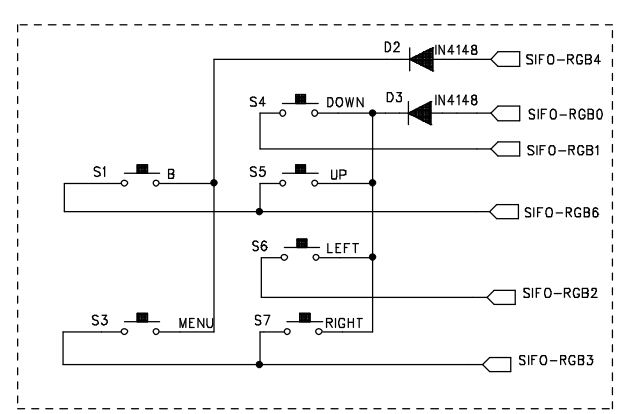 D2 IN4148 SIFO-RGB4
S4 DOWN D3 IN4148 SIFO-RGB0
SIFO-RGB1
S1 B S5 UP
SIFO-RGB6
S6 LEFT
SIFO-RGB2
S3 MENU S7 RIGHT
SIFO-RGB3